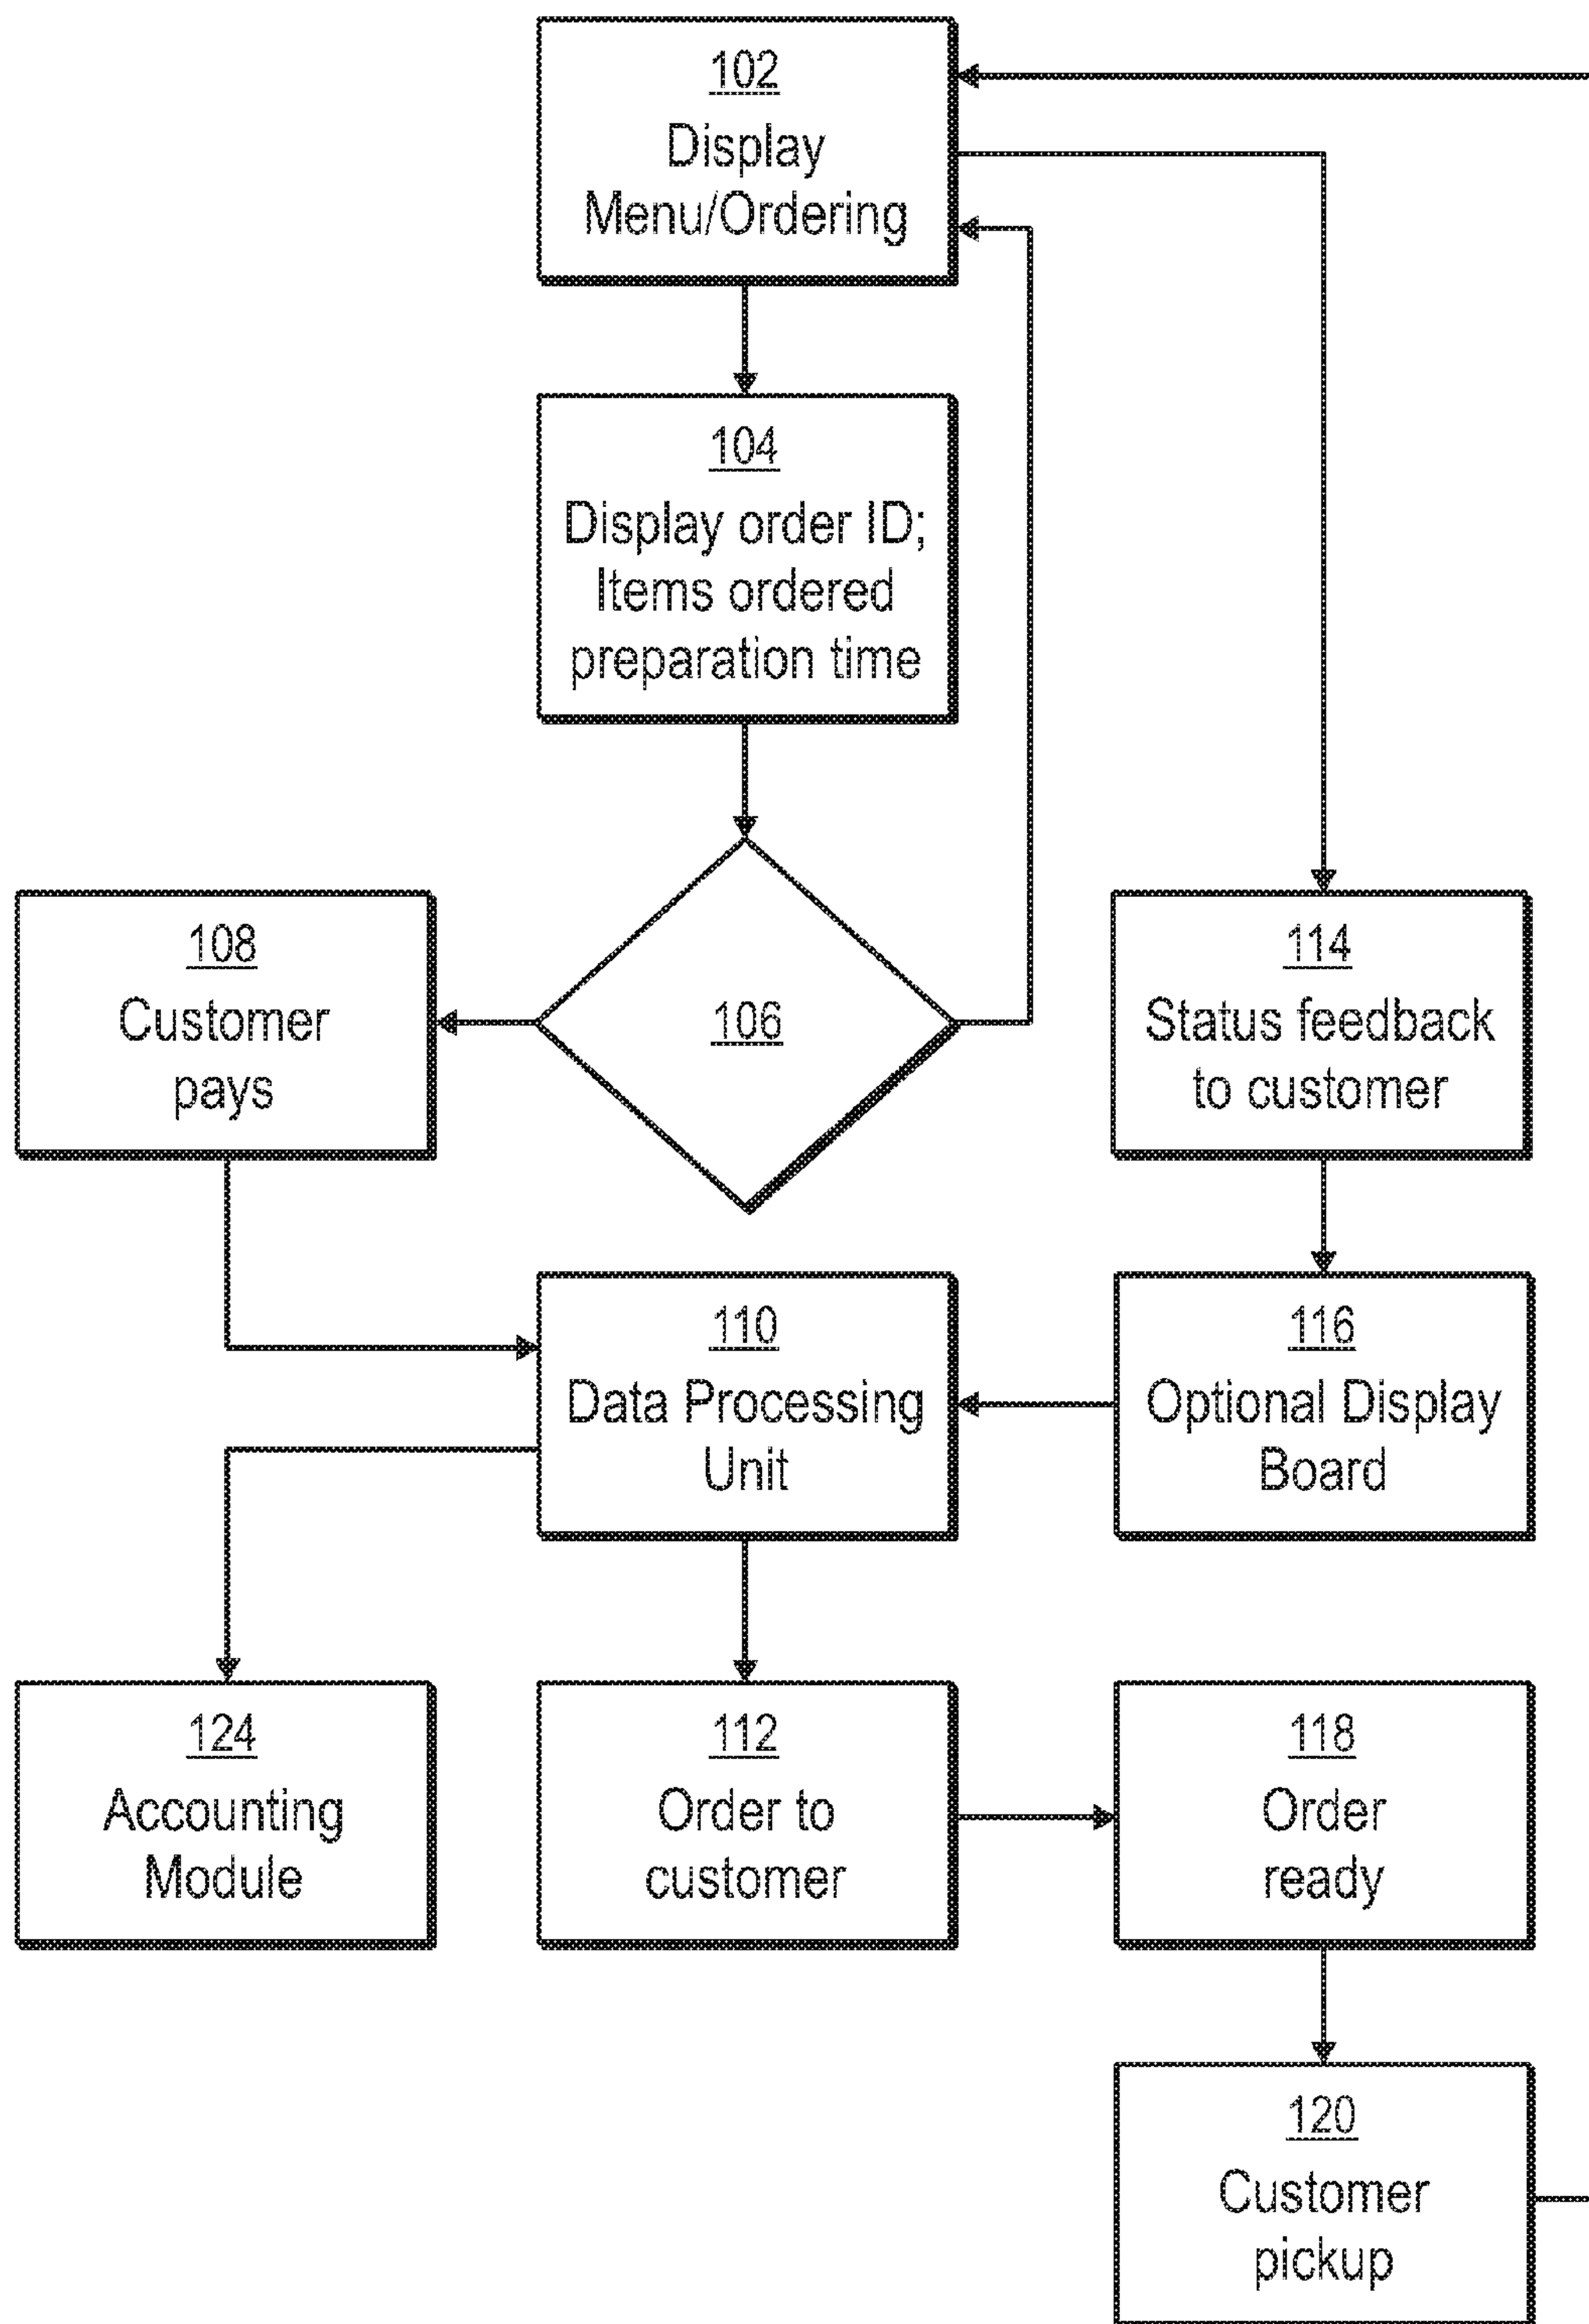 102
Display
Menu/Ordering
104
Display order ID;
Items ordered
preparation time
106
108
Customer
pays
114
Status feedback
to customer
110
Data Processing
Unit
116
Optional Display
Board
124
Accounting
Module
112
Order to
customer
118
Order
ready
120
Customer
pickup